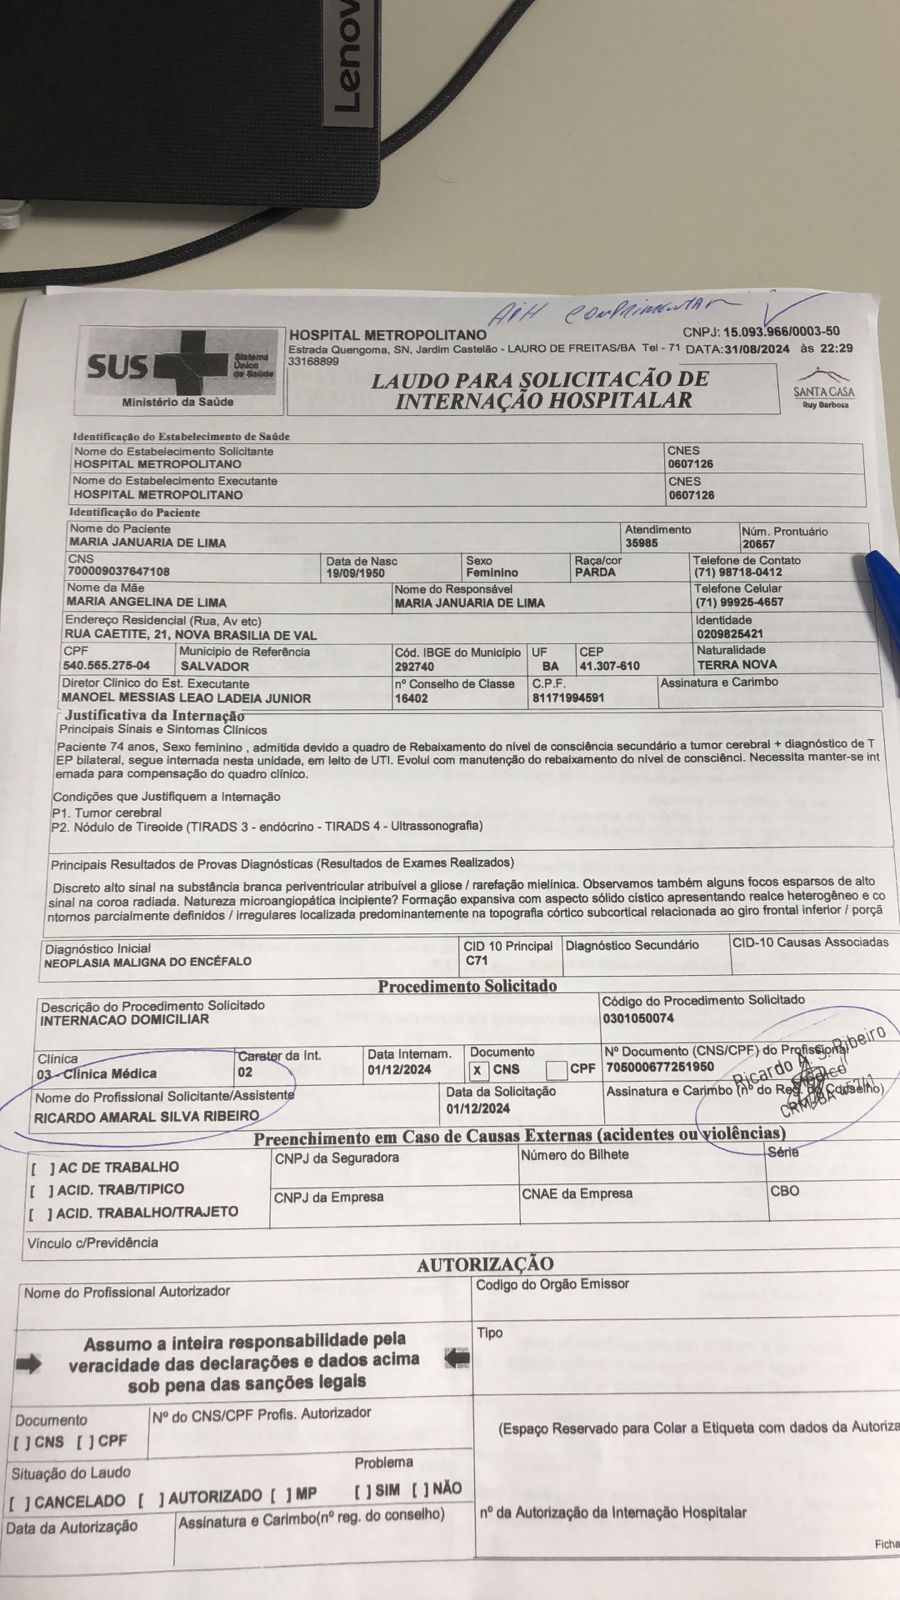 Lenov
AIH
CNPJ: 15.093.966/0003-50
HOSPITAL METROPOLITANO
Estrada Quengoma, SN, Jardim Castelão - LAURO DE FREITAS/BA Tel - 71 DATA:31/08/2024 às 22:29
33168899
SUS Sistema Único de Saúde
Ministério da Saúde
LAUDO PARA SOLICITACÃO DE
INTERNAÇÃO HOSPITALAR
SANTA CASA
Ruy Barbosa
Identificação do Estabelecimento de Saúde
Nome do Estabelecimento Solicitante CNES
HOSPITAL METROPOLITANO 0607126
Nome do Estabelecimento Executante CNES
HOSPITAL METROPOLITANO 0607126
Identificação do Paciente
Nome do Paciente Atendimento Núm. Prontuário
MARIA JANUARIA DE LIMA 35985 20657
CNS Data de Nasc Sexo Raça/cor Telefone de Contato
700009037647108 19/09/1950 Feminino PARDA (71) 98718-0412
Nome da Mãe Nome do Responsável Telefone Celular
MARIA ANGELINA DE LIMA MARIA JANUARIA DE LIMA (71) 99925-4657
Endereço Residencial (Rua, Av etc) Identidade
RUA CAETITE, 21, NOVA BRASILIA DE VAL 0209825421
CPF Municipio de Referência Cód. IBGE do Município UF CEP Naturalidade
540.565.275-04 SALVADOR 292740 BA 41.307-610 TERRA NOVA
Diretor Clinico do Est. Executante nº Conselho de Classe C.P.F. Assinatura e Carimbo
MANOEL MESSIAS LEAO LADEIA JUNIOR 16402 81171994591
Justificativa da Internação
Principais Sinais e Sintomas Clínicos
Paciente 74 anos, Sexo feminino , admitida devido a quadro de Rebaixamento do nível de consciência secundário a tumor cerebral + diagnóstico de T
EP bilateral, segue internada nesta unidade, em leito de UTI. Evolui com manutenção do rebaixamento do nível de consciênci. Necessita manter-se int
ernada para compensação do quadro clínico.
Condições que Justifiquem a Internação
P1. Tumor cerebral
P2. Nódulo de Tireoide (TIRADS 3 - endócrino - TIRADS 4 - Ultrassonografia)
Principais Resultados de Provas Diagnósticas (Resultados de Exames Realizados)
Discreto alto sinal na substância branca periventricular atribuível a gliose / rarefação mielínica. Observamos também alguns focos esparsos de alto
sinal na coroa radiada. Natureza microangiopática incipiente? Formação expansiva com aspecto sólido cístico apresentando realce heterogêneo e co
ntornos parcialmente definidos / irregulares localizada predominantemente na topografia córtico subcortical relacionada ao giro frontal inferior / porçã
Diagnóstico Inicial CID 10 Principal Diagnóstico Secundário CID-10 Causas Associadas
NEOPLASIA MALIGNA DO ENCÉFALO C71
Procedimento Solicitado
Descrição do Procedimento Solicitado Código do Procedimento Solicitado
INTERNACAO DOMICILIAR 0301050074
Clínica Carater da Int. Data Internam. Documento Nº Documento (CNS/CPF) do Profissional
03 - Clinica Médica 02 01/12/2024 X CNS CPF 705000677251950
Nome do Profissional Solicitante/Assistente Data da Solicitação Assinatura e Carimbo (nº do Reg. do Conselho)
RICARDO AMARAL SILVA RIBEIRO 01/12/2024
Ricardo A. S. Ribeiro
Médico
Preenchimento em Caso de Causas Externas (acidentes ou violências)
[ ] AC DE TRABALHO CNPJ da Seguradora Número do Bilhete Série
[ ] ACID. TRAB/TIPICO CNPJ da Empresa CNAE da Empresa CBO
[ ] ACID. TRABALHO/TRAJETO
Vinculo c/Previdência
AUTORIZAÇÃO
Nome do Profissional Autorizador Codigo do Orgão Emissor
Assumo a inteira responsabilidade pela
veracidade das declarações e dados acima
sob pena das sanções legais
Tipo
Documento Nº do CNS/CPF Profis. Autorizador
[ ] CNS [ ] CPF
(Espaço Reservado para Colar a Etiqueta com dados da Autoriza
Situação do Laudo Problema
[ ] CANCELADO [ ] AUTORIZADO [ ] MP [ ] SIM [ ] NÃO
Data da Autorização Assinatura e Carimbo(nº reg. do conselho) nº da Autorização da Internação Hospitalar
Ficha